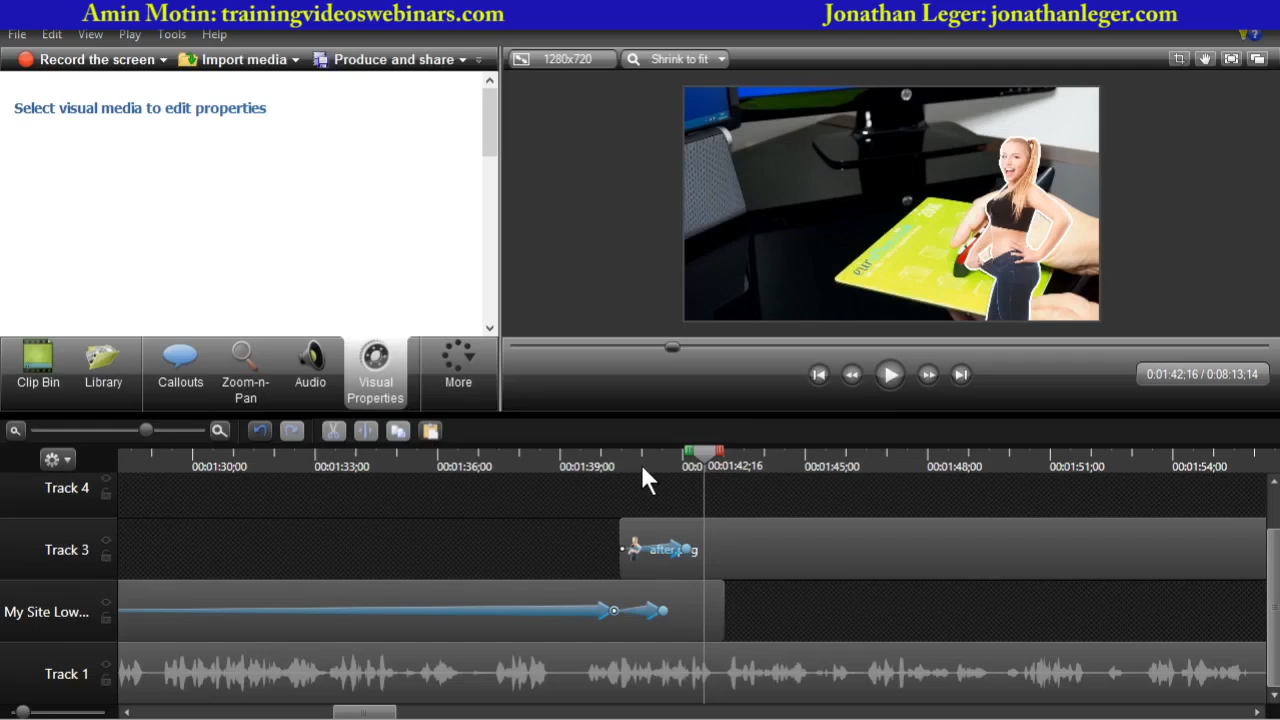 Amin Motin: trainingvideoswebinars.com Jonathan Leger: jonathanleger.com
File Edit View Play Tools Help
Record the screen Import media Produce and share 1280x720 Shrink to fit
Select visual media to edit properties
Clip Bin Library Callouts Zoom-n-Pan Audio Visual Properties More
0:01:42;16 / 0:08:13;14
00:01:30;00 00:01:33;00 00:01:36;00 00:01:39;00 00:0 00:01:42;16 00:01:45;00 00:01:48;00 00:01:51;00 00:01:54;00
Track 4
Track 3
My Site Low...
Track 1